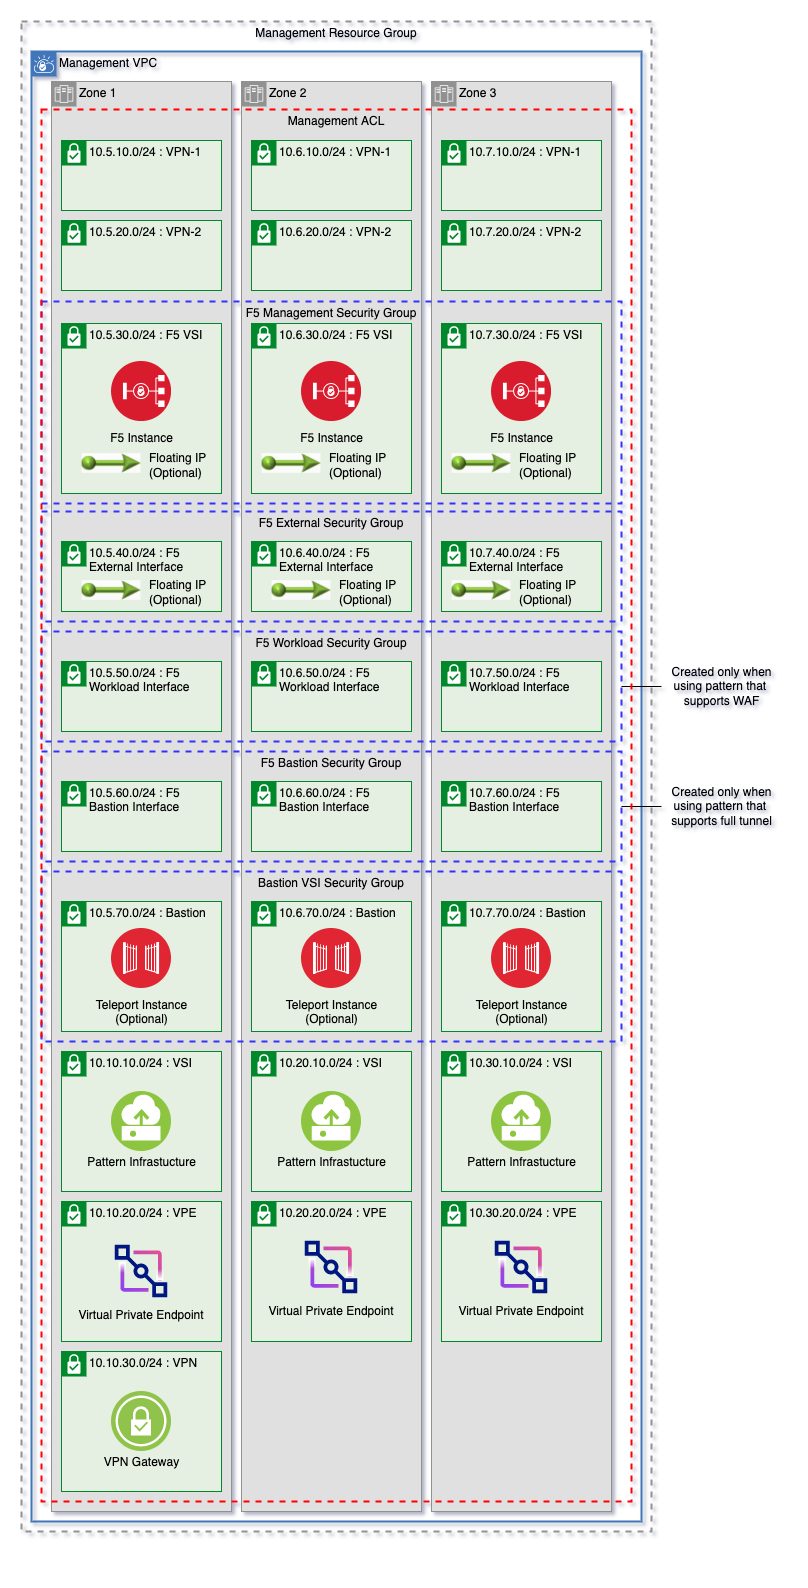 Management Resource Group
Management VPC
Zone 1
Zone 2
Zone 3
Management ACL
10.5.10.0/24 : VPN-1
10.6.10.0/24 : VPN-1
10.7.10.0/24 : VPN-1
10.5.20.0/24 : VPN-2
10.6.20.0/24 : VPN-2
10.7.20.0/24 : VPN-2
F5 Management Security Group
10.5.30.0/24 : F5 VSI
10.6.30.0/24 : F5 VSI
10.7.30.0/24 : F5 VSI
F5 Instance
F5 Instance
F5 Instance
Floating IP
(Optional)
Floating IP
(Optional)
Floating IP
(Optional)
F5 External Security Group
10.5.40.0/24 : F5
External Interface
10.6.40.0/24 : F5
External Interface
10.7.40.0/24 : F5
External Interface
Floating IP
(Optional)
Floating IP
(Optional)
Floating IP
(Optional)
F5 Workload Security Group
10.5.50.0/24 : F5
Workload Interface
10.6.50.0/24 : F5
Workload Interface
10.7.50.0/24 : F5
Workload Interface
Created only when
using pattern that
supports WAF
F5 Bastion Security Group
10.5.60.0/24 : F5
Bastion Interface
10.6.60.0/24 : F5
Bastion Interface
10.7.60.0/24 : F5
Bastion Interface
Created only when
using pattern that
supports full tunnel
Bastion VSI Security Group
10.5.70.0/24 : Bastion
10.6.70.0/24 : Bastion
10.7.70.0/24 : Bastion
Teleport Instance
(Optional)
Teleport Instance
(Optional)
Teleport Instance
(Optional)
10.10.10.0/24 : VSI
10.20.10.0/24 : VSI
10.30.10.0/24 : VSI
Pattern Infrastucture
Pattern Infrastucture
Pattern Infrastucture
10.10.20.0/24 : VPE
10.20.20.0/24 : VPE
10.30.20.0/24 : VPE
Virtual Private Endpoint
Virtual Private Endpoint
Virtual Private Endpoint
10.10.30.0/24 : VPN
VPN Gateway